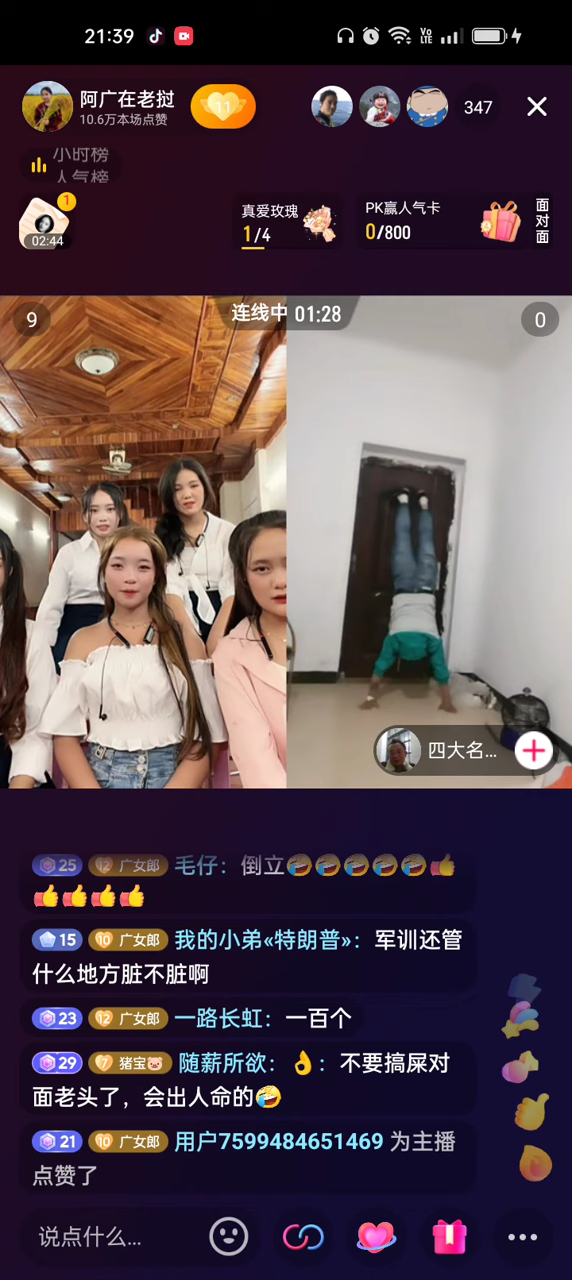 21:39
VoLTE
阿广在老挝
10.6万本场点赞
11
347
小时榜
人气榜
1
02:44
真爱玫瑰
1/4
PK赢人气卡
0/800
面对面
9
连线中 01:28
0
四大名...
25 12 广女郎 毛仔：倒立🤣🤣🤣🤣🤣👍
👍👍👍👍
15 10 广女郎 我的小弟«特朗普»：军训还管
什么地方脏不脏啊
23 12 广女郎 一路长虹：一百个
29 7 猪宝🐷 随薪所欲：👌：不要搞屎对
面老头了，会出人命的🤣
21 10 广女郎 用户7599484651469 为主播
点赞了
说点什么...